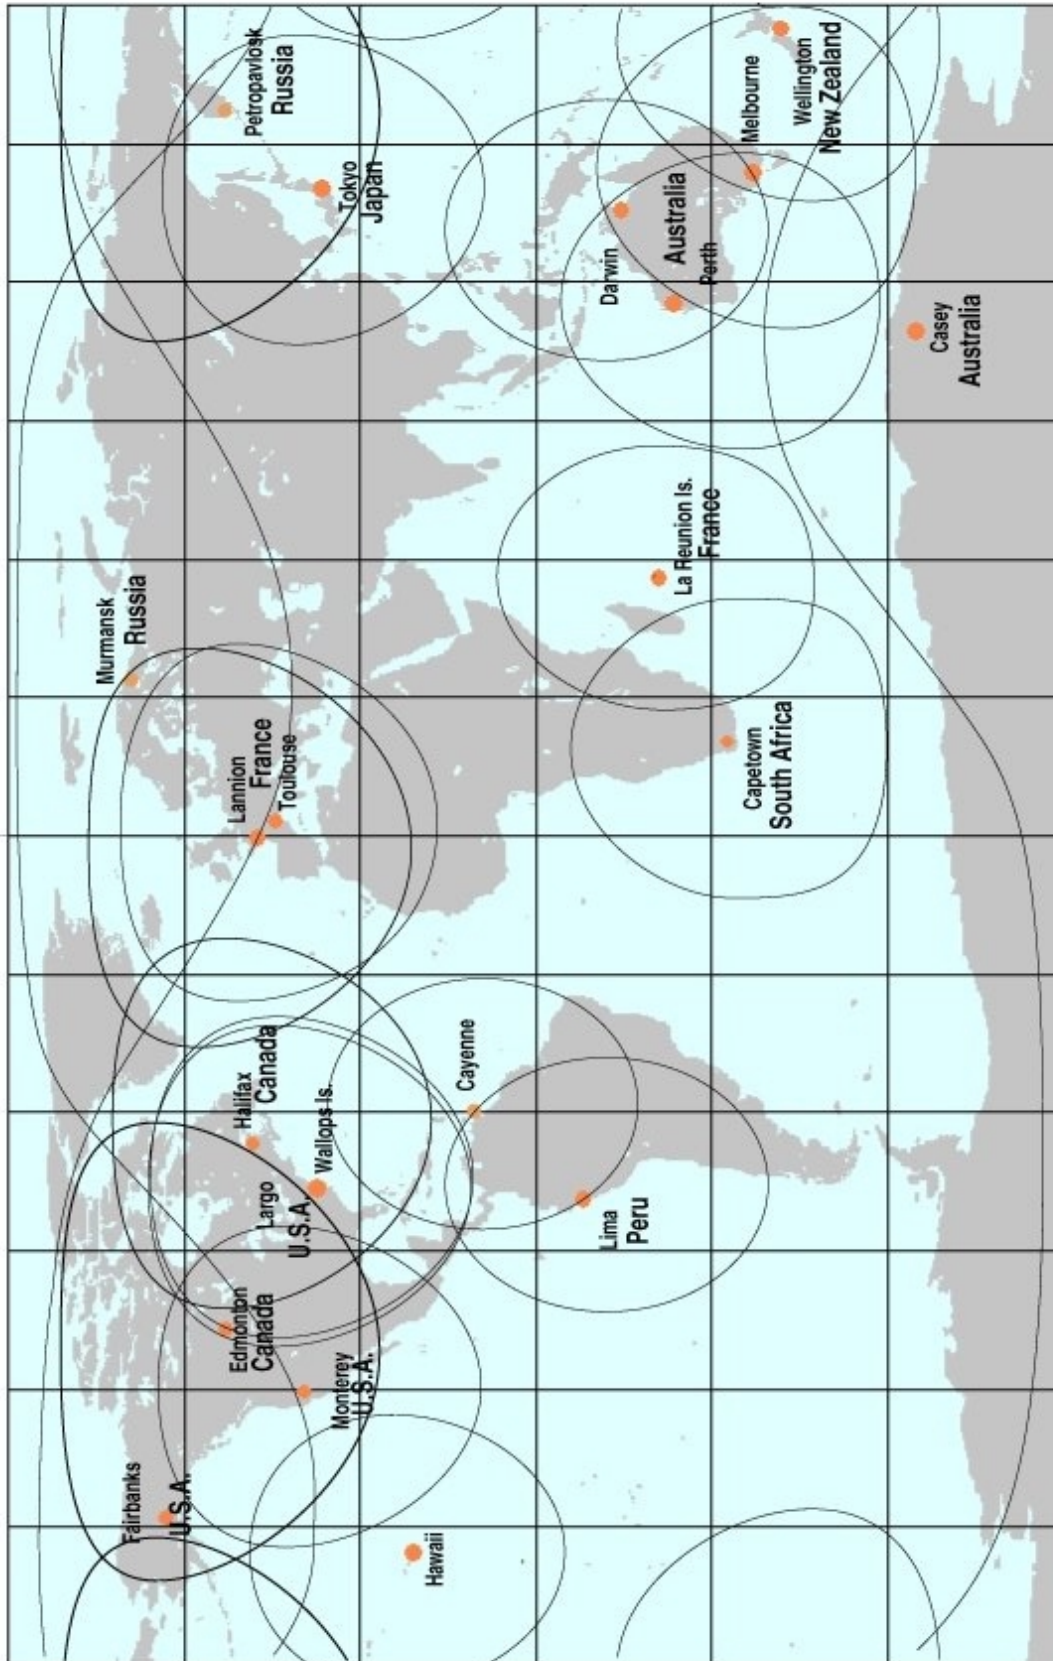 Fairbanks
U.S.A.
Hawaii
Edmonton
Canada
Monterey
U.S.A.
Largo
U.S.A.
Wallops Is.
Halifax
Canada
Cayenne
Lima
Peru
Lannion
France
Toulouse
Murmansk
Russia
Capetown
South Africa
La Reunion Is.
France
Petropavlosk
Russia
Tokyo
Japan
Darwin
Australia
Perth
Melbourne
Wellington
New Zealand
Casey
Australia